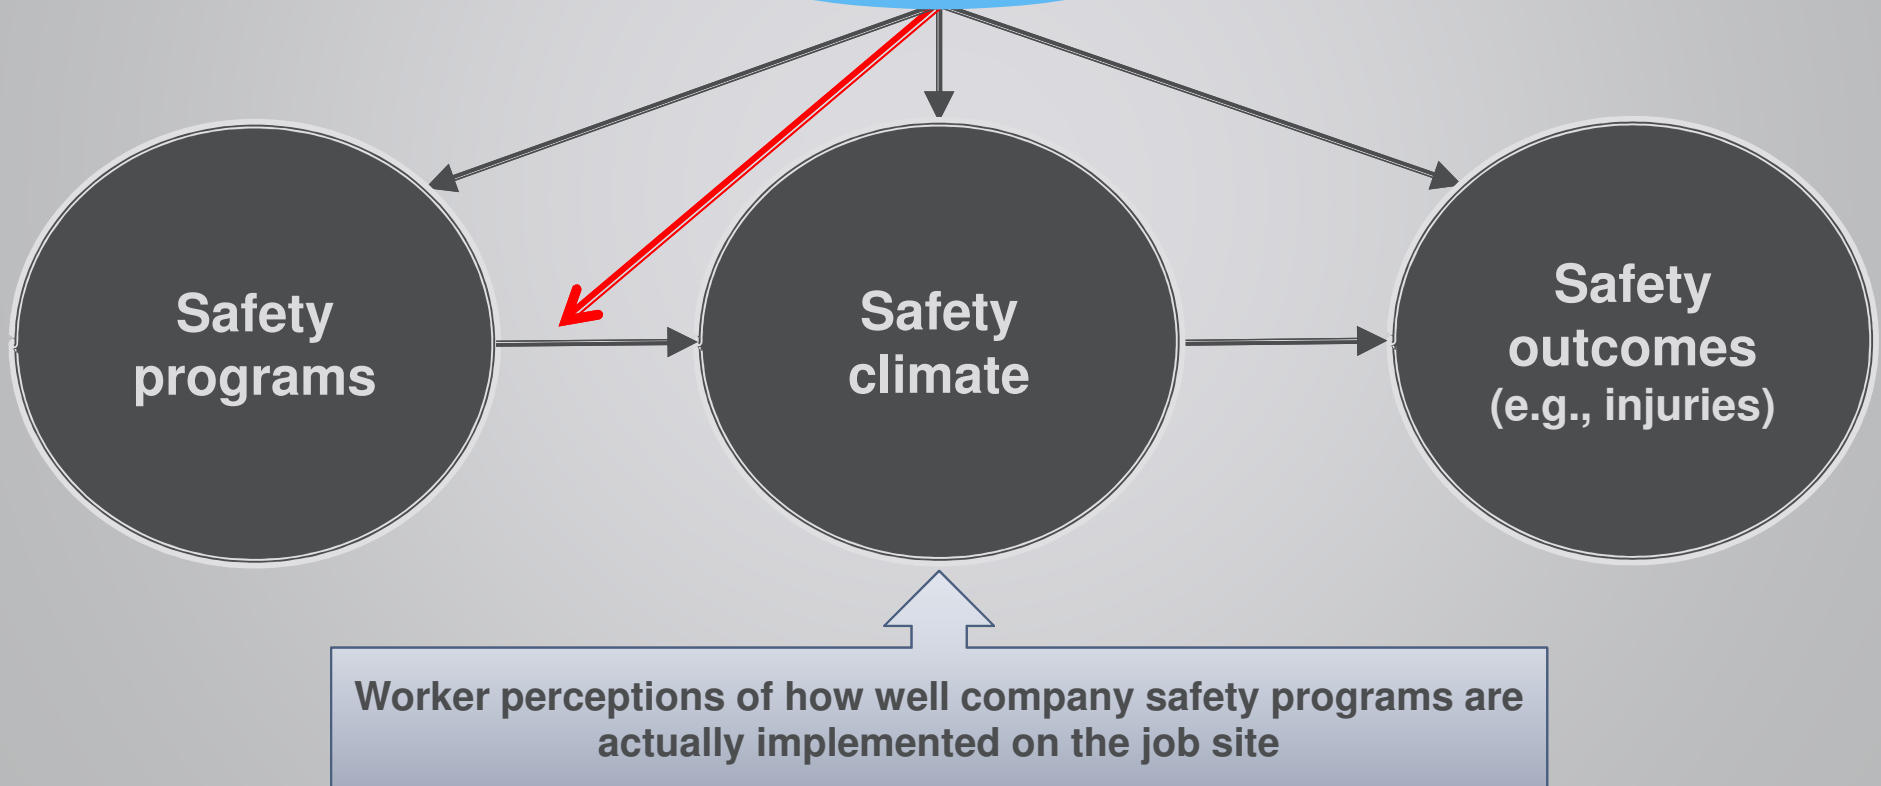 Safety
programs
Safety
climate
Safety
outcomes
(e.g., injuries)
Worker perceptions of how well company safety programs are
actually implemented on the job site